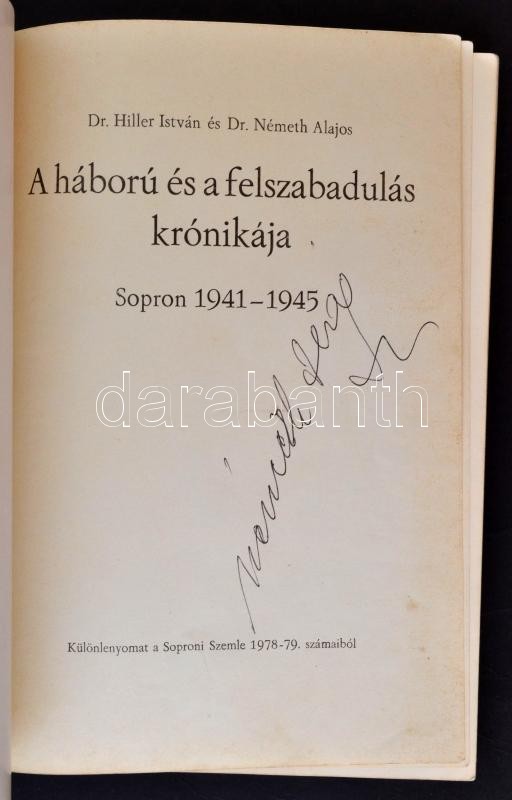 Dr. Hiller István és Dr. Németh Alajos
A háború és a felszabadulás
krónikája
Sopron 1941–1945
darabanth
Németh
Különlenyomat a Soproni Szemle 1978-79. számaiból